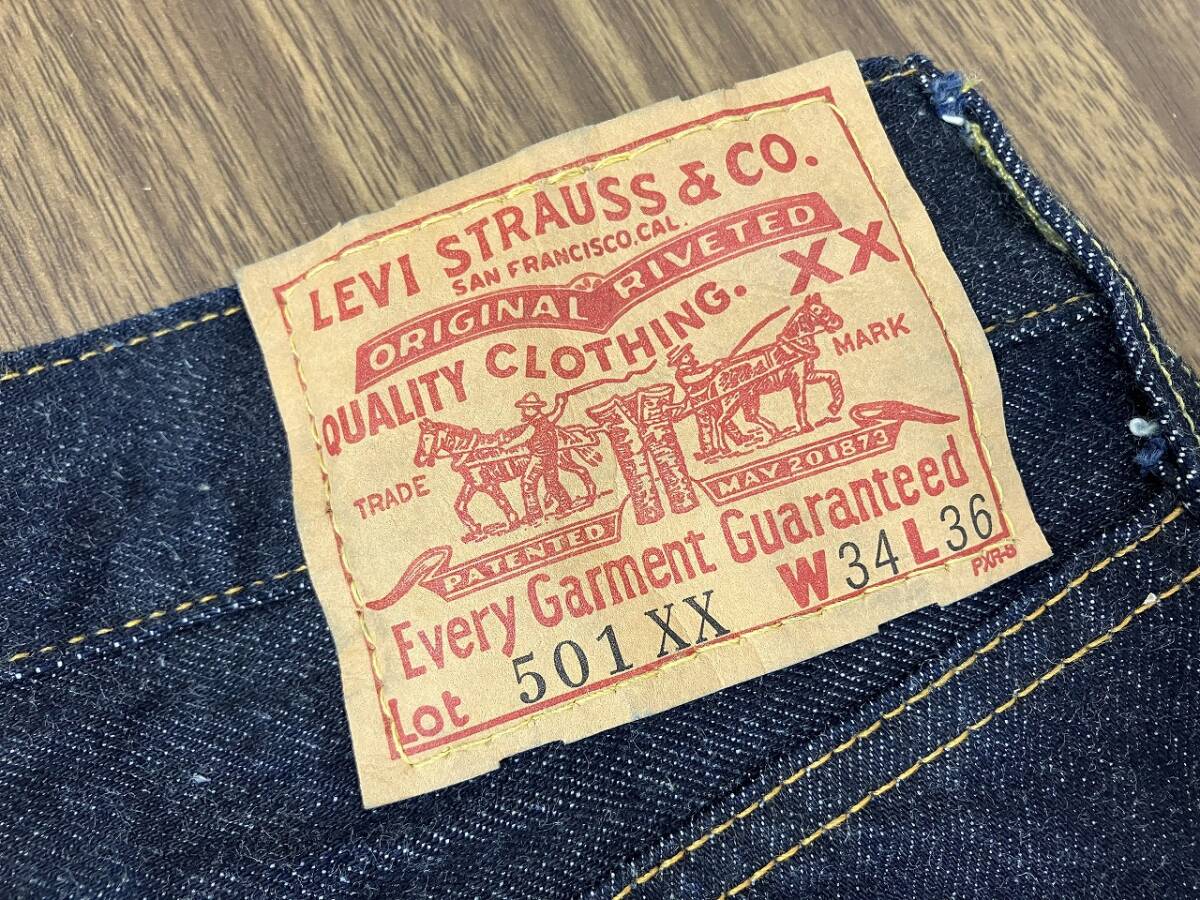 LEVI STRAUSS & CO.
SAN FRANCISCO, CAL.
ORIGINAL RIVETED
QUALITY CLOTHING. XX
TRADE MARK
PATENTED MAY 20 1873
Every Garment Guaranteed
Lot 501 XX W 34 L 36
PXR-8